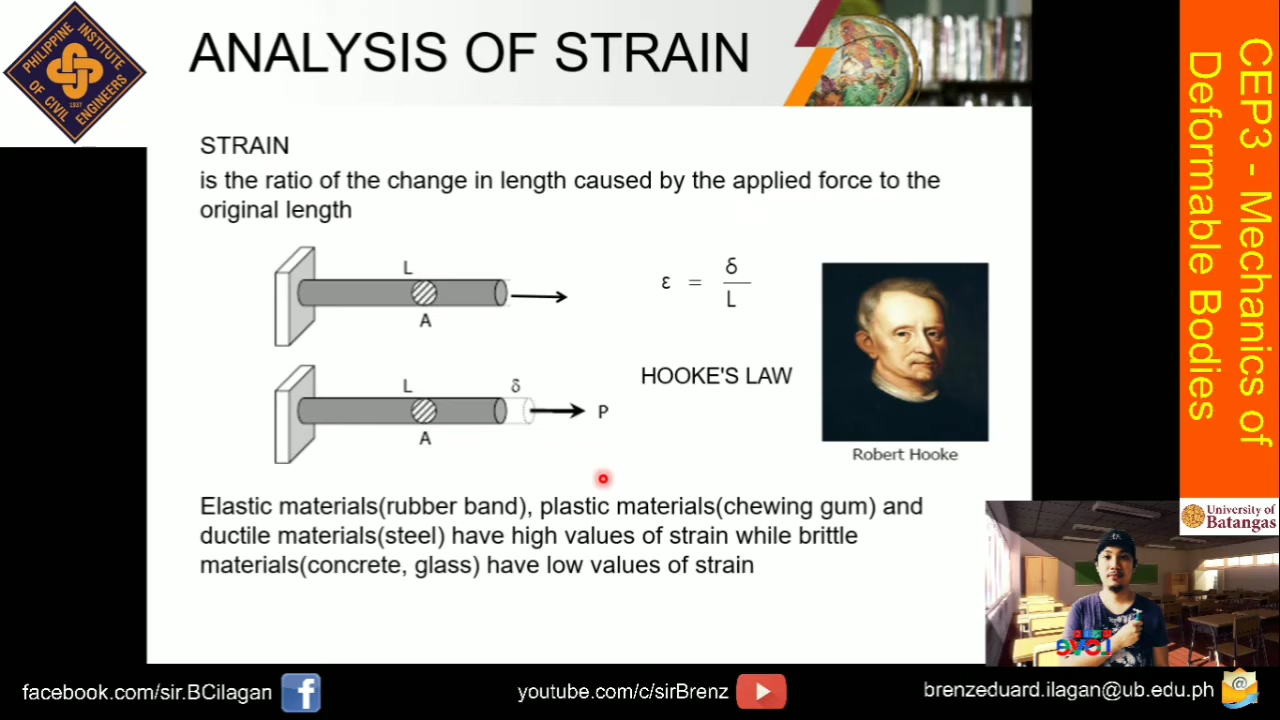 PHILIPPINE INSTITUTE
OF CIVIL ENGINEERS
1937
ANALYSIS OF STRAIN
CEP3 - Mechanics of
Deformable Bodies
STRAIN
is the ratio of the change in length caused by the applied force to the
original length
L
A
ε = δ
L
L δ
P
A
HOOKE'S LAW
Robert Hooke
Elastic materials(rubber band), plastic materials(chewing gum) and
ductile materials(steel) have high values of strain while brittle
materials(concrete, glass) have low values of strain
University of
Batangas
facebook.com/sir.BCilagan
youtube.com/c/sirBrenz
brenzeduard.ilagan@ub.edu.ph